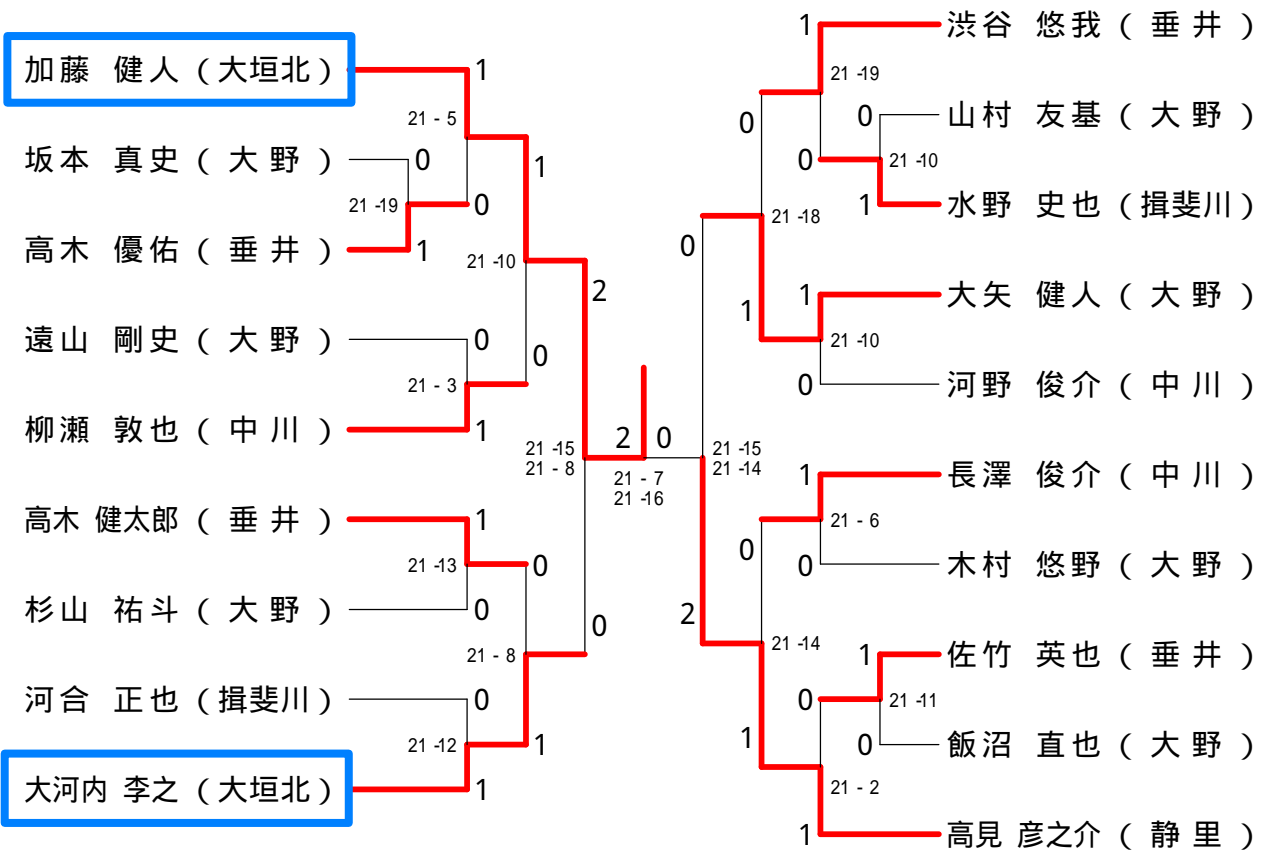 渋谷 悠我 ( 垂 井 )
1
加藤 健人 ( 大垣北 )
1
21 -19
21 - 5
0
0
山村 友基 ( 大 野 )
坂本 真史 ( 大 野 )
0
1
0
21 -10
21 -19
0
1
水野 史也 ( 揖斐川 )
21 -18
高木 優佑 ( 垂 井 )
1
21 -10
0
2
1
1
大矢 健人 ( 大 野 )
遠山 剛史 ( 大 野 )
0
0
21 -10
21 - 3
0
河野 俊介 ( 中 川 )
柳瀬 敦也 ( 中 川 )
1
21 -15
21 - 8
2
0
21 -15
21 -14
21 - 7
21 -16
1
長澤 俊介 ( 中 川 )
高木 健太郎 ( 垂 井 )
1
21 - 6
0
21 -13
0
0
木村 悠野 ( 大 野 )
杉山 祐斗 ( 大 野 )
0
0
2
21 -14
21 - 8
1
佐竹 英也 ( 垂 井 )
河合 正也 ( 揖斐川 )
0
0
21 -11
21 -12
1
1
0
飯沼 直也 ( 大 野 )
大河内 李之 ( 大垣北 )
1
21 - 2
1
高見 彦之介 ( 静 里 )